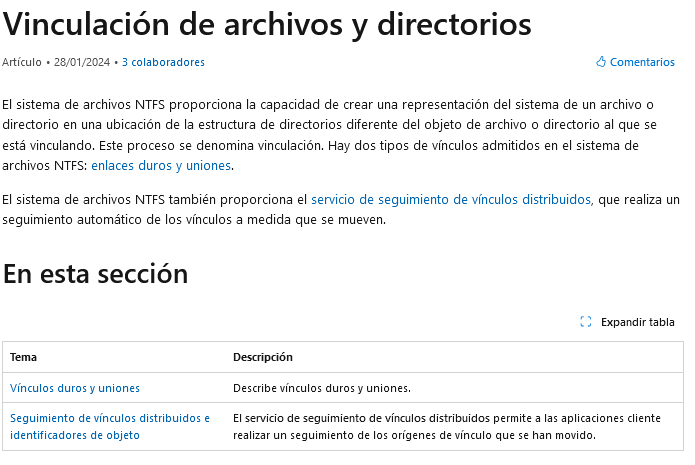 Vinculación de archivos y directorios
Artículo • 28/01/2024 • 3 colaboradores
Comentarios
El sistema de archivos NTFS proporciona la capacidad de crear una representación del sistema de un archivo o
directorio en una ubicación de la estructura de directorios diferente del objeto de archivo o directorio al que se
está vinculando. Este proceso se denomina vinculación. Hay dos tipos de vínculos admitidos en el sistema de
archivos NTFS: enlaces duros y uniones.
El sistema de archivos NTFS también proporciona el servicio de seguimiento de vínculos distribuidos, que realiza un
seguimiento automático de los vínculos a medida que se mueven.
En esta sección
Expandir tabla
Tema Descripción
Vínculos duros y uniones Describe vínculos duros y uniones.
Seguimiento de vínculos distribuidos e El servicio de seguimiento de vínculos distribuidos permite a las aplicaciones cliente
identificadores de objeto realizar un seguimiento de los orígenes de vínculo que se han movido.